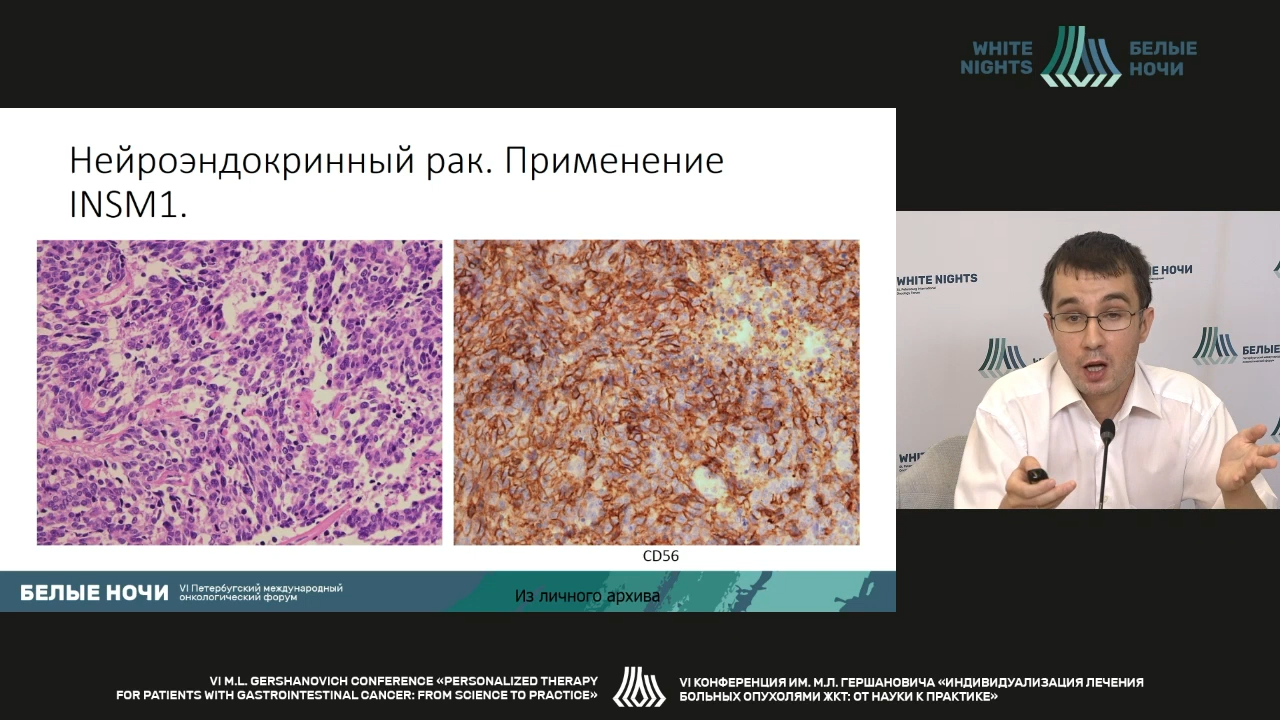 WHITE
NIGHTS
БЕЛЫЕ
НОЧИ
Нейроэндокринный рак. Применение
INSM1.
CD56
БЕЛЫЕ НОЧИ
VI Петербугский международный
онкологический форум
Из личного архива
WHITE NIGHTS
БЕЛЫЕ
VI M.L. GERSHANOVICH CONFERENCE «PERSONALIZED THERAPY
FOR PATIENTS WITH GASTROINTESTINAL CANCER: FROM SCIENCE TO PRACTICE»
VI КОНФЕРЕНЦИЯ ИМ. М.Л. ГЕРШАНОВИЧА «ИНДИВИДУАЛИЗАЦИЯ ЛЕЧЕНИЯ
БОЛЬНЫХ ОПУХОЛЯМИ ЖКТ: ОТ НАУКИ К ПРАКТИКЕ»